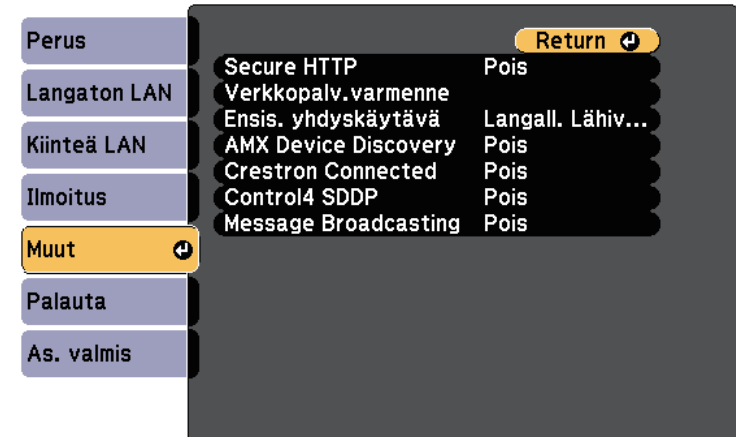 Perus
Langaton LAN
Kiinteä LAN
Ilmoitus
Muut
Palauta
As. valmis
Return
Secure HTTP Pois
Verkkopalv.varmenne
Ensis. yhdyskäytävä Langall. Lähiv...
AMX Device Discovery Pois
Crestron Connected Pois
Control4 SDDP Pois
Message Broadcasting Pois